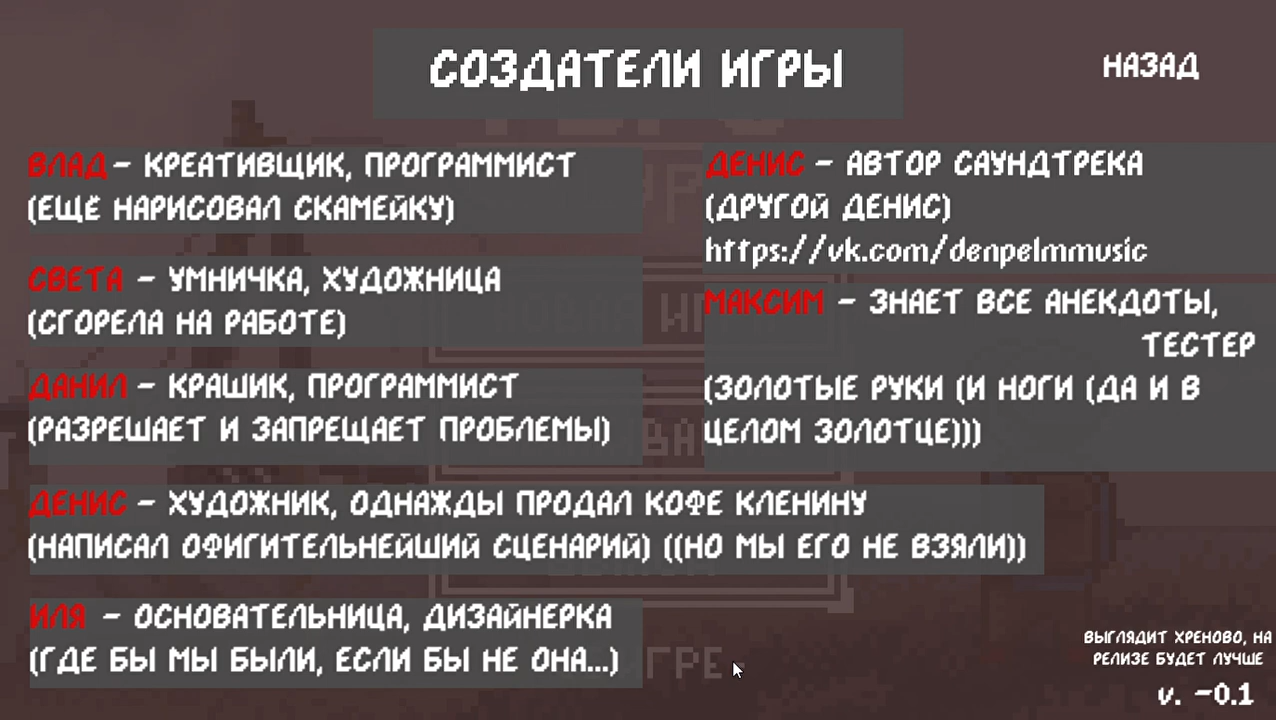 СОЗДАТЕЛИ ИГРЫ
НАЗАД
ВЛАД – КРЕАТИВЩИК, ПРОГРАММИСТ
(ЕЩЁ НАРИСОВАЛ СКАМЕЙКУ)
СВЕТА – УМНИЧКА, ХУДОЖНИЦА
(СГОРЕЛА НА РАБОТЕ)
ДАНИЛ – КРАШИК, ПРОГРАММИСТ
(РАЗРЕШАЕТ И ЗАПРЕЩАЕТ ПРОБЛЕМЫ)
ДЕНИС – ХУДОЖНИК, ОДНАЖДЫ ПРОДАЛ КОФЕ КЛЕНИНУ
(НАПИСАЛ ОФИГИТЕЛЬНЕЙШИЙ СЦЕНАРИЙ) ((НО МЫ ЕГО НЕ ВЗЯЛИ))
ИЛЯ – ОСНОВАТЕЛЬНИЦА, ДИЗАЙНЕРКА
(ГДЕ БЫ МЫ БЫЛИ, ЕСЛИ БЫ НЕ ОНА...)
ДЕНИС – АВТОР САУНДТРЕКА
(ДРУГОЙ ДЕНИС)
https://vk.com/denpelmmusic
МАКСИМ – ЗНАЕТ ВСЕ АНЕКДОТЫ,
ТЕСТЕР
(ЗОЛОТЫЕ РУКИ (И НОГИ (ДА И В
ЦЕЛОМ ЗОЛОТЦЕ)))
ВЫГЛЯДИТ ХРЕНОВО, НА
РЕЛИЗЕ БУДЕТ ЛУЧШЕ
v. -0.1